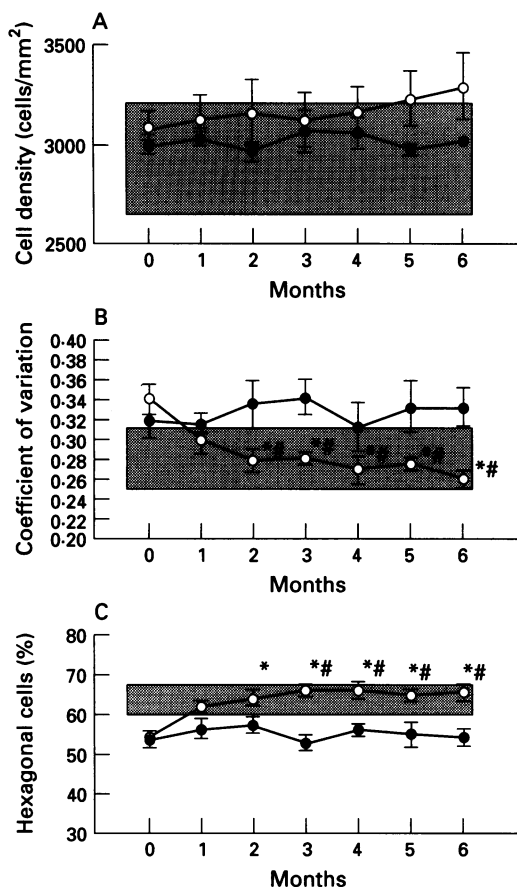 A
Cell density (cells/mm²)
3500
3000
2500
0 1 2 3 4 5 6
Months
B
Coefficient of variation
0·40
0·38
0·36
0·34
0·32
0·30
0·28
0·26
0·24
0·22
0·20
*# *# *# *# *#
0 1 2 3 4 5 6
Months
C
Hexagonal cells (%)
80
70
60
50
40
30
* *# *# *# *#
0 1 2 3 4 5 6
Months